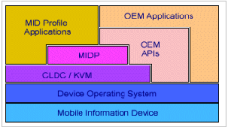 MID Profile
Applications
OEM Applications
OEM
APIs
MIDP
CLDC / KVM
Device Operating System
Mobile Information Device